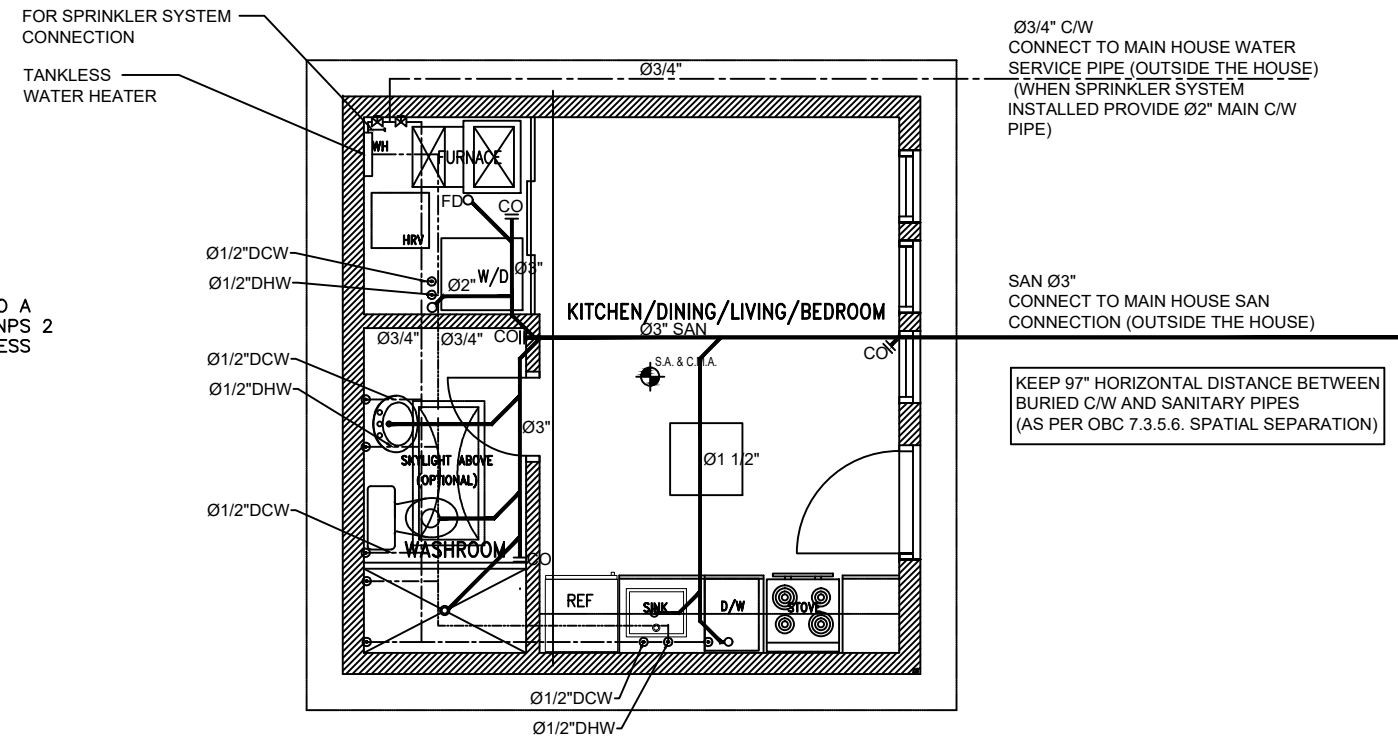 FOR SPRINKLER SYSTEM
CONNECTION
TANKLESS
WATER HEATER
Ø3/4"
Ø3/4" C/W
CONNECT TO MAIN HOUSE WATER
SERVICE PIPE (OUTSIDE THE HOUSE)
(WHEN SPRINKLER SYSTEM
INSTALLED PROVIDE Ø2" MAIN C/W
PIPE)
WH
FURNACE
FD
CO
HRV
Ø1/2"DCW
Ø1/2"DHW
Ø2"
W/D
Ø3"
O A
NPS 2
ESS
KITCHEN/DINING/LIVING/BEDROOM
Ø3" SAN
SAN Ø3"
CONNECT TO MAIN HOUSE SAN
CONNECTION (OUTSIDE THE HOUSE)
Ø3/4"
Ø3/4"
CO
CO
S.A. & C.M.A.
Ø1/2"DCW
Ø1/2"DHW
KEEP 97" HORIZONTAL DISTANCE BETWEEN
BURIED C/W AND SANITARY PIPES
(AS PER OBC 7.3.5.6. SPATIAL SEPARATION)
Ø3"
SKYLIGHT ABOVE
(OPTIONAL)
Ø1 1/2"
Ø1/2"DCW
WASHROOM
CO
REF
SINK
D/W
STOVE
Ø1/2"DCW
Ø1/2"DHW